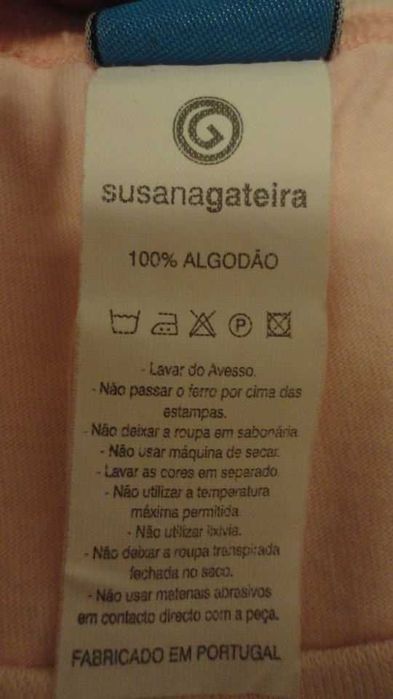 susanagateira
100% ALGODÃO
P
- Lavar do Avesso.
- Não passar o ferro por cima das
estampas.
- Não deixar a roupa em sabonária.
- Não usar máquina de secar.
- Lavar as cores em separado.
- Não utilizar a temperatura
máxima permitida.
- Não utilizar lixívia.
- Não deixar a roupa transpirada
fechada no saco.
- Não usar materiais abrasivos
em contacto directo com a peça.
FABRICADO EM PORTUGAL